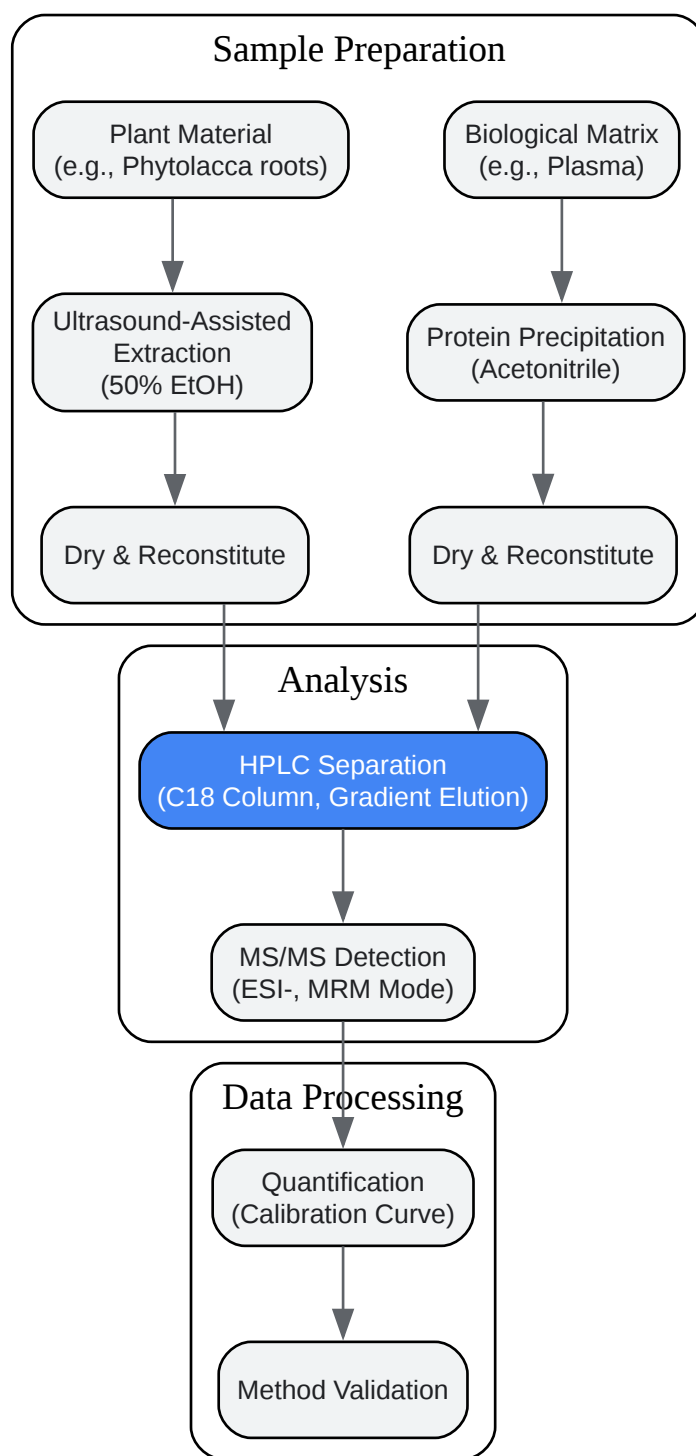 Sample Preparation
Plant Material
(e.g., Phytolacca roots)
Biological Matrix
(e.g., Plasma)
Ultrasound-Assisted
Extraction
(50% EtOH)
Protein Precipitation
(Acetonitrile)
Dry & Reconstitute
Dry & Reconstitute
Analysis
HPLC Separation
(C18 Column, Gradient Elution)
MS/MS Detection
(ESI-, MRM Mode)
Data Processing
Quantification
(Calibration Curve)
Method Validation